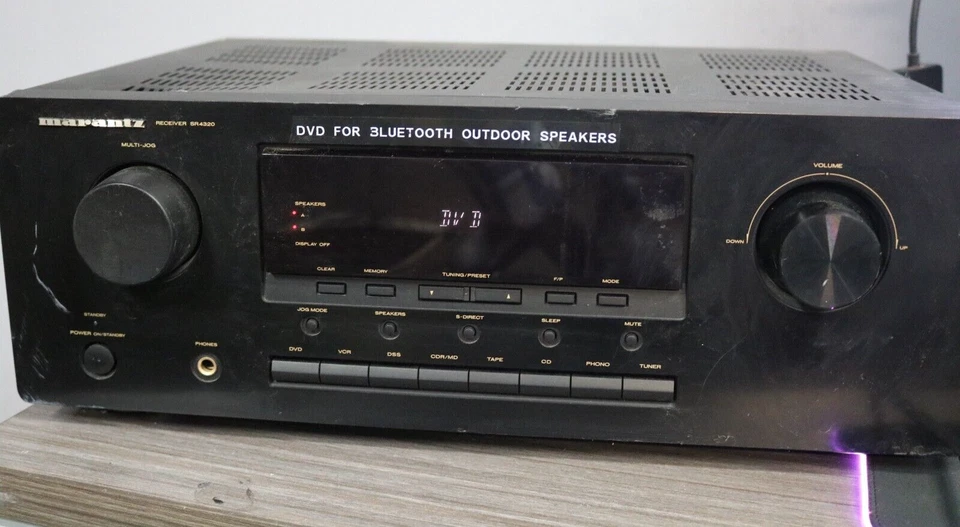 marantz RECEIVER SR4320
DVD FOR BLUETOOTH OUTDOOR SPEAKERS
MULTI-JOG
VOLUME
DOWN
UP
SPEAKERS
A
B
DISPLAY OFF
DVD
CLEAR
MEMORY
TUNING/PRESET
F/P
MODE
JOG MODE
SPEAKERS
S-DIRECT
SLEEP
MUTE
STANDBY
POWER ON/STANDBY
PHONES
DVD
VCR
DSS
CDR/MD
TAPE
CD
PHONO
TUNER